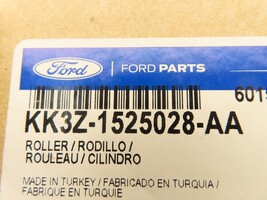 Ford FORD PARTS
6015
KK3Z-1525028-AA
ROLLER / RODILLO /
ROULEAU / CILINDRO
MADE IN TURKEY / FABRICADO EN TURQUIA /
FABRIQUE EN TURQUIE